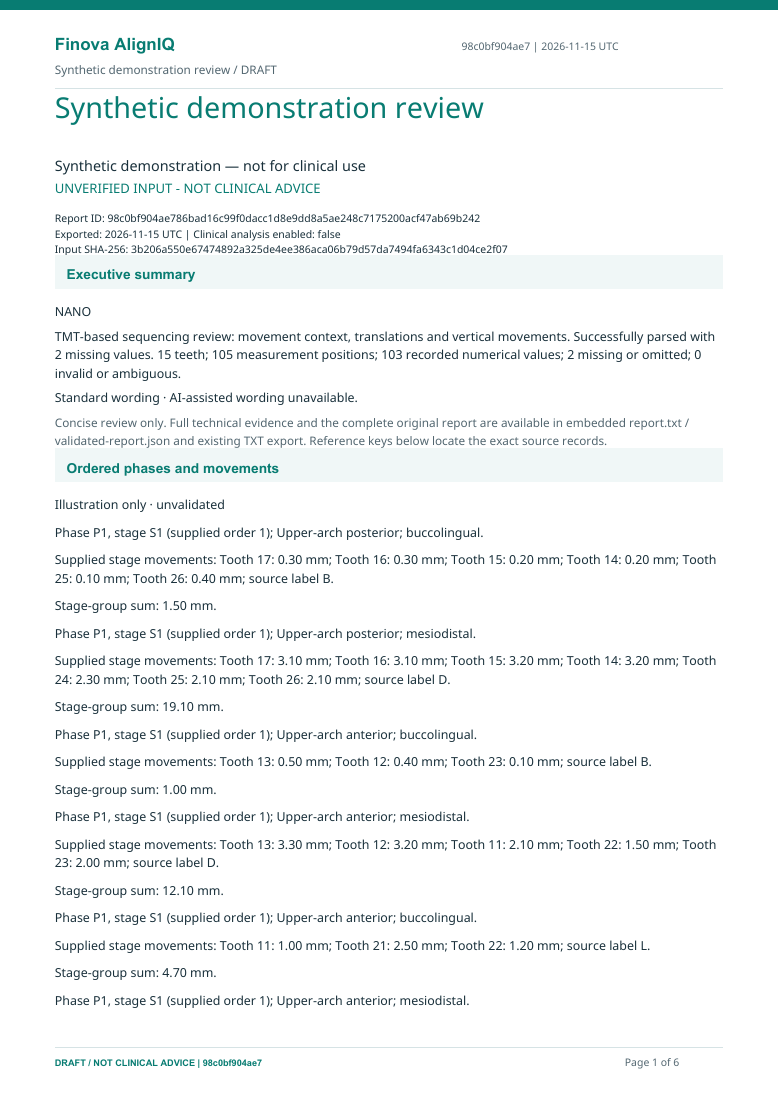 Finova AlignIQ
98c0bf904ae7 | 2026-11-15 UTC
Synthetic demonstration review / DRAFT
Synthetic demonstration review
Synthetic demonstration — not for clinical use
UNVERIFIED INPUT - NOT CLINICAL ADVICE
Report ID: 98c0bf904ae786bad16c99f0dacc1d8e9dd8a5ae248c7175200acf47ab69b242
Exported: 2026-11-15 UTC | Clinical analysis enabled: false
Input SHA-256: 3b206a550e67474892a325de4ee386aca06b79d57da7494fa6343c1d04ce2f07
Executive summary
NANO
TMT-based sequencing review: movement context, translations and vertical movements. Successfully parsed with
2 missing values. 15 teeth; 105 measurement positions; 103 recorded numerical values; 2 missing or omitted; 0
invalid or ambiguous.
Standard wording · AI-assisted wording unavailable.
Concise review only. Full technical evidence and the complete original report are available in embedded report.txt /
validated-report.json and existing TXT export. Reference keys below locate the exact source records.
Ordered phases and movements
Illustration only · unvalidated
Phase P1, stage S1 (supplied order 1); Upper-arch posterior; buccolingual.
Supplied stage movements: Tooth 17: 0.30 mm; Tooth 16: 0.30 mm; Tooth 15: 0.20 mm; Tooth 14: 0.20 mm; Tooth
25: 0.10 mm; Tooth 26: 0.40 mm; source label B.
Stage-group sum: 1.50 mm.
Phase P1, stage S1 (supplied order 1); Upper-arch posterior; mesiodistal.
Supplied stage movements: Tooth 17: 3.10 mm; Tooth 16: 3.10 mm; Tooth 15: 3.20 mm; Tooth 14: 3.20 mm; Tooth
24: 2.30 mm; Tooth 25: 2.10 mm; Tooth 26: 2.10 mm; source label D.
Stage-group sum: 19.10 mm.
Phase P1, stage S1 (supplied order 1); Upper-arch anterior; buccolingual.
Supplied stage movements: Tooth 13: 0.50 mm; Tooth 12: 0.40 mm; Tooth 23: 0.10 mm; source label B.
Stage-group sum: 1.00 mm.
Phase P1, stage S1 (supplied order 1); Upper-arch anterior; mesiodistal.
Supplied stage movements: Tooth 13: 3.30 mm; Tooth 12: 3.20 mm; Tooth 11: 2.10 mm; Tooth 22: 1.50 mm; Tooth
23: 2.00 mm; source label D.
Stage-group sum: 12.10 mm.
Phase P1, stage S1 (supplied order 1); Upper-arch anterior; buccolingual.
Supplied stage movements: Tooth 11: 1.00 mm; Tooth 21: 2.50 mm; Tooth 22: 1.20 mm; source label L.
Stage-group sum: 4.70 mm.
Phase P1, stage S1 (supplied order 1); Upper-arch anterior; mesiodistal.
DRAFT / NOT CLINICAL ADVICE | 98c0bf904ae7
Page 1 of 6